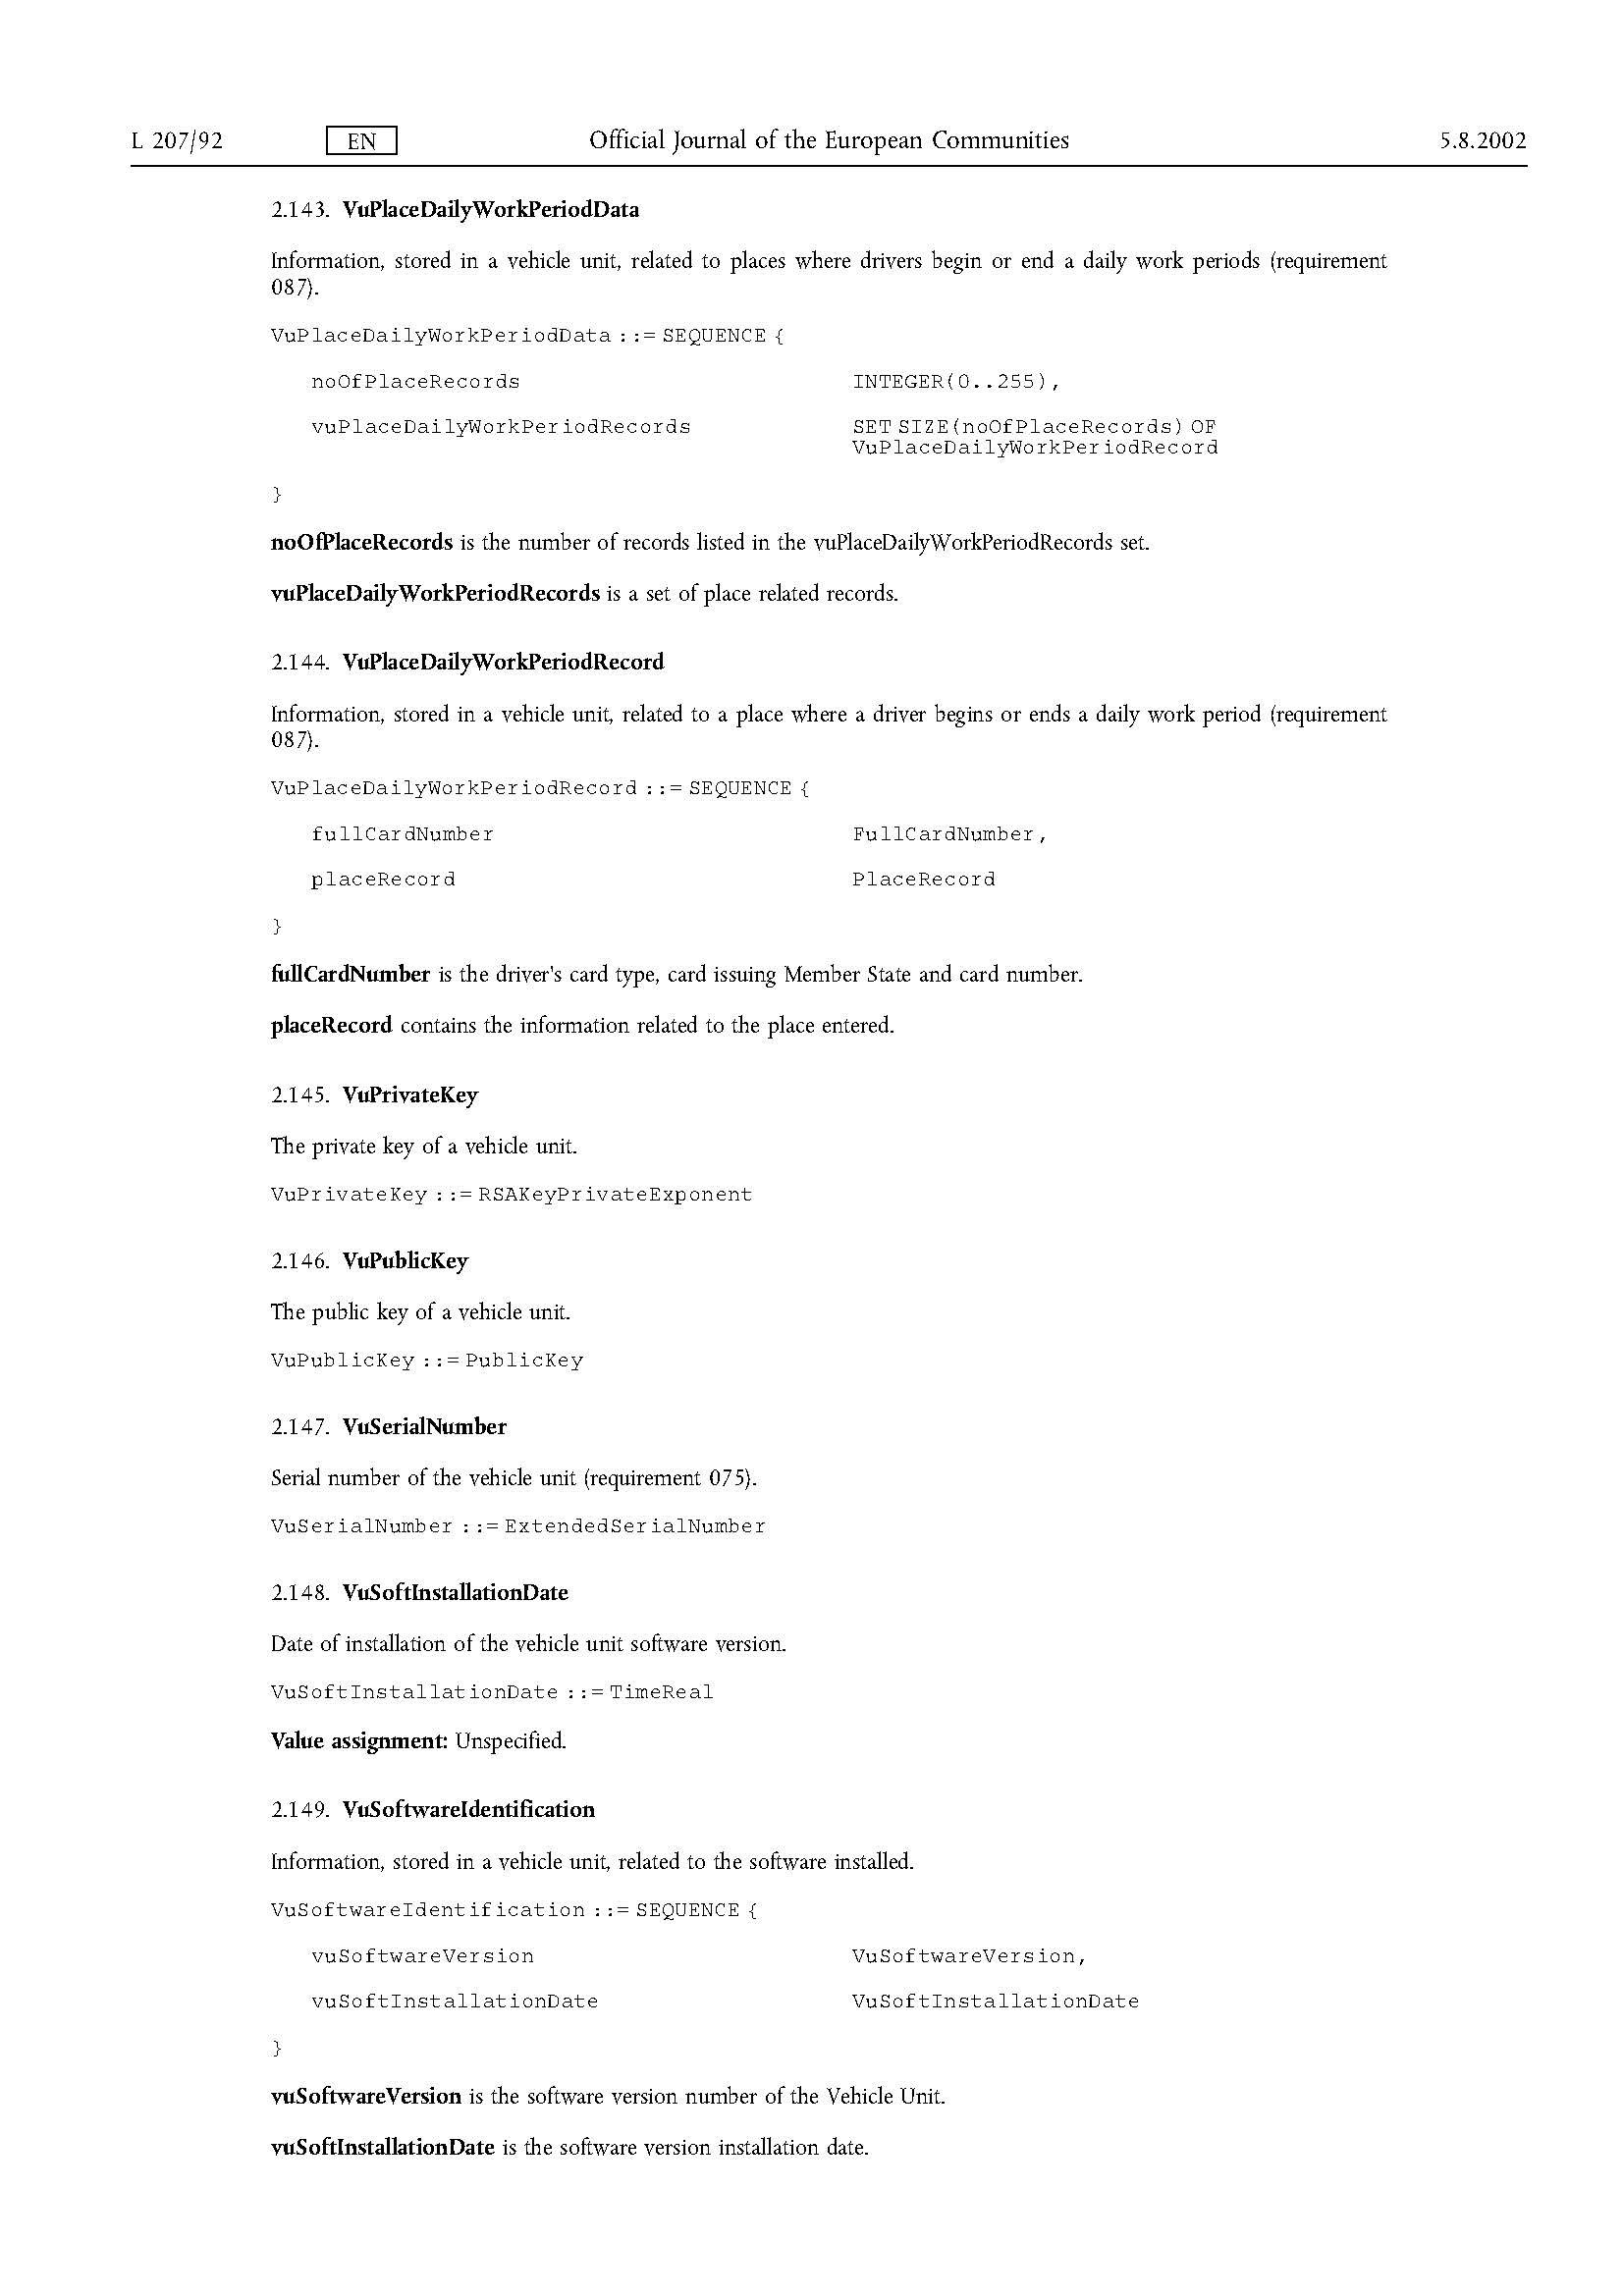 L 207/92 EN Official Journal of the European Communities 5.8.2002
2.143. VuPlaceDailyWorkPeriodData
Information, stored in a vehicle unit, related to places where drivers begin or end a daily work periods (requirement
087).
VuPlaceDailyWorkPeriodData ::= SEQUENCE {
noOfPlaceRecords INTEGER(0..255),
vuPlaceDailyWorkPeriodRecords SET SIZE(noOfPlaceRecords) OF
VuPlaceDailyWorkPeriodRecord
}
noOfPlaceRecords is the number of records listed in the vuPlaceDailyWorkPeriodRecords set.
vuPlaceDailyWorkPeriodRecords is a set of place related records.
2.144. VuPlaceDailyWorkPeriodRecord
Information, stored in a vehicle unit, related to a place where a driver begins or ends a daily work period (requirement
087).
VuPlaceDailyWorkPeriodRecord ::= SEQUENCE {
fullCardNumber FullCardNumber,
placeRecord PlaceRecord
}
fullCardNumber is the driver's card type, card issuing Member State and card number.
placeRecord contains the information related to the place entered.
2.145. VuPrivateKey
The private key of a vehicle unit.
VuPrivateKey ::= RSAKeyPrivateExponent
2.146. VuPublicKey
The public key of a vehicle unit.
VuPublicKey ::= PublicKey
2.147. VuSerialNumber
Serial number of the vehicle unit (requirement 075).
VuSerialNumber ::= ExtendedSerialNumber
2.148. VuSoftInstallationDate
Date of installation of the vehicle unit software version.
VuSoftInstallationDate ::= TimeReal
Value assignment: Unspecified.
2.149. VuSoftwareIdentification
Information, stored in a vehicle unit, related to the software installed.
VuSoftwareIdentification ::= SEQUENCE {
vuSoftwareVersion VuSoftwareVersion,
vuSoftInstallationDate VuSoftInstallationDate
}
vuSoftwareVersion is the software version number of the Vehicle Unit.
vuSoftInstallationDate is the software version installation date.